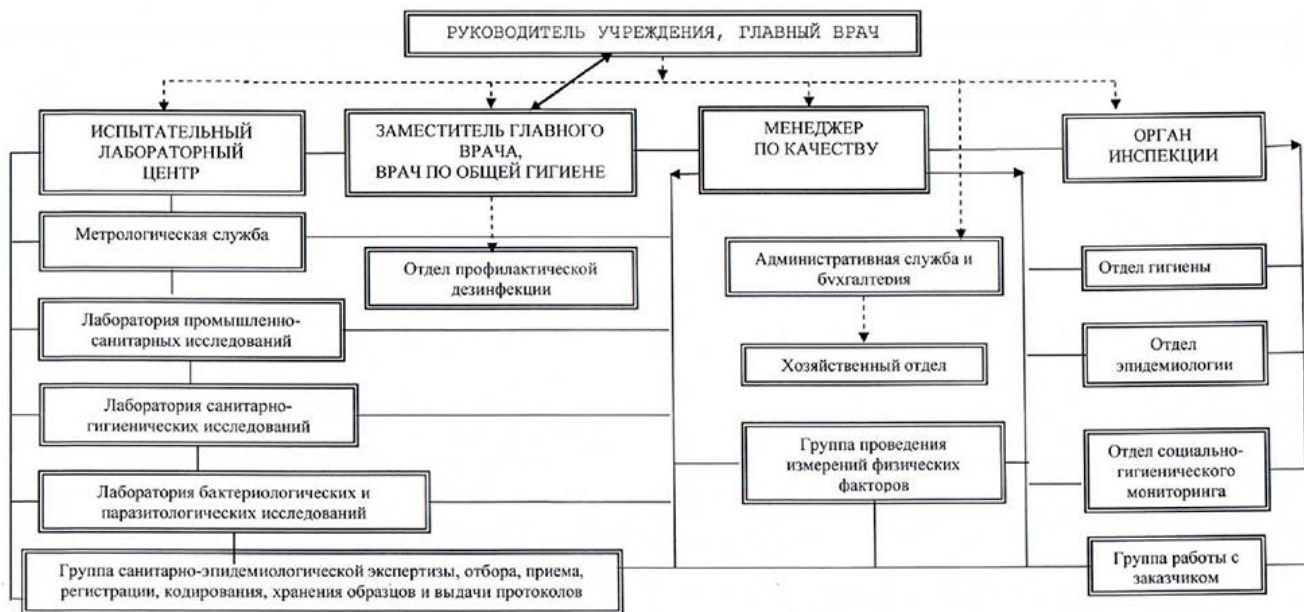 РУКОВОДИТЕЛЬ УЧРЕЖДЕНИЯ, ГЛАВНЫЙ ВРАЧ
ИСПЫТАТЕЛЬНЫЙ
ЛАБОРАТОРНЫЙ
ЦЕНТР
ЗАМЕСТИТЕЛЬ ГЛАВНОГО
ВРАЧА,
ВРАЧ ПО ОБЩЕЙ ГИГИЕНЕ
МЕНЕДЖЕР
ПО КАЧЕСТВУ
ОРГАН
ИНСПЕКЦИИ
Метрологическая служба
Отдел профилактической
дезинфекции
Административная служба и
бухгалтерия
Отдел гигиены
Лаборатория промышленно-
санитарных исследований
Хозяйственный отдел
Отдел
эпидемиологии
Лаборатория санитарно-
гигиенических исследований
Группа проведения
измерений физических
факторов
Отдел социально-
гигиенического
мониторинга
Лаборатория бактериологических и
паразитологических исследований
Группа санитарно-эпидемиологической экспертизы, отбора, приема,
регистрации, кодирования, хранения образцов и выдачи протоколов
Группа работы с
заказчиком